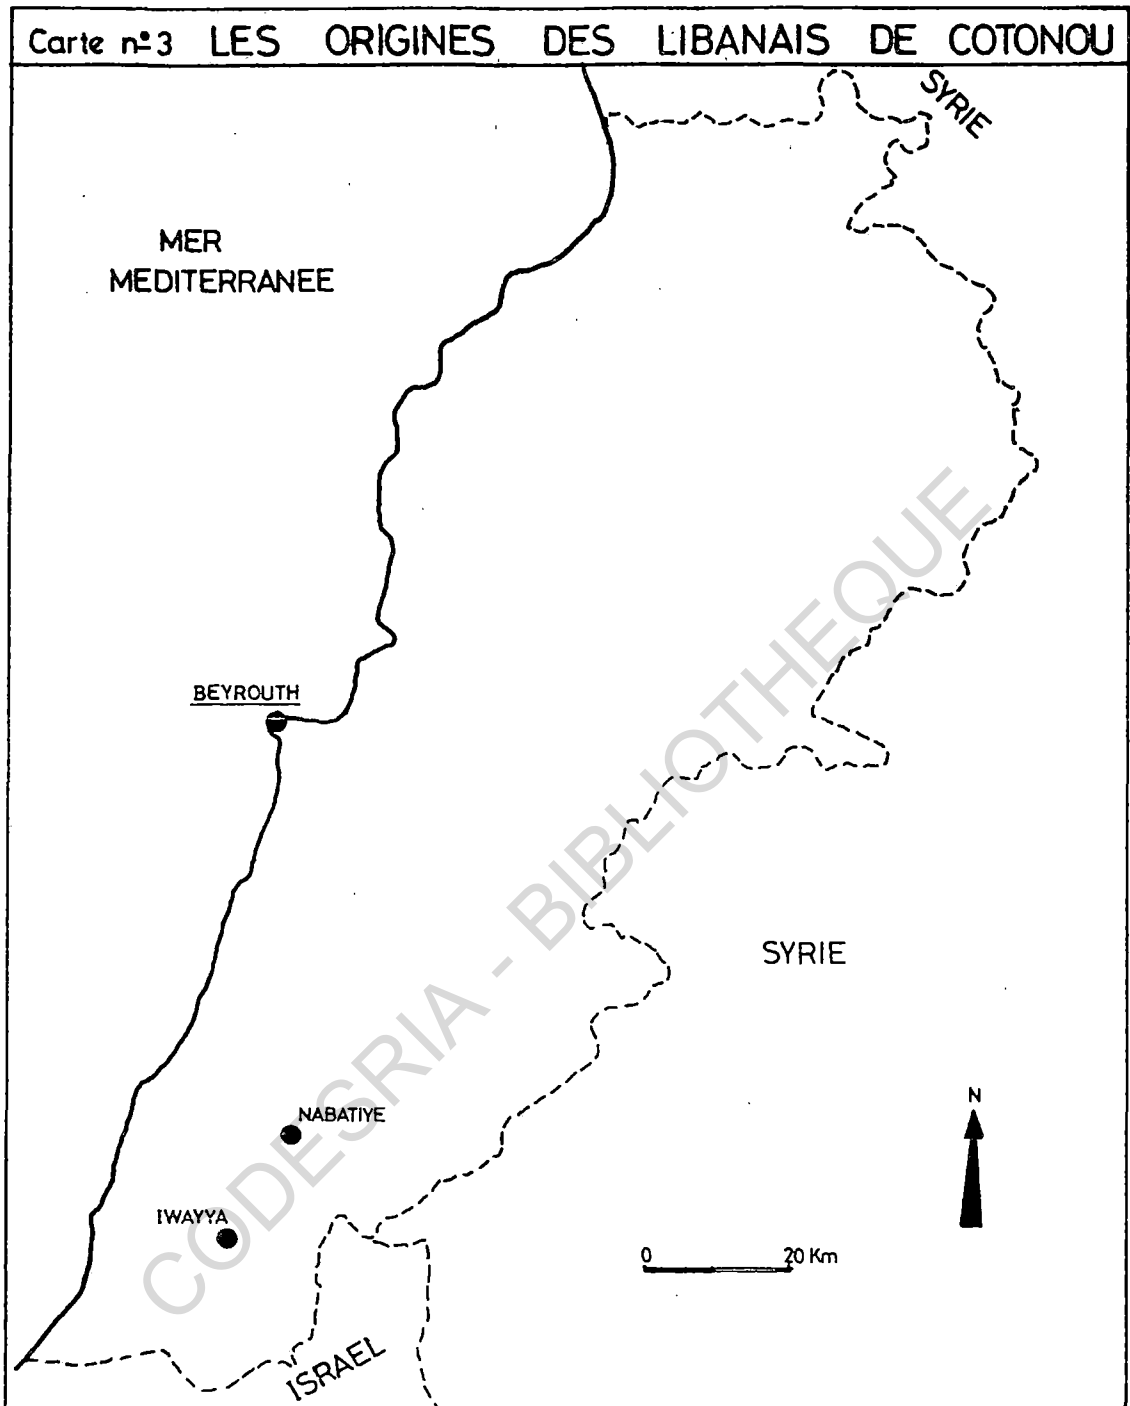 Carte nº3 LES ORIGINES DES LIBANAIS DE COTONOU
SYRIE
MER
MEDITERRANEE
BEYROUTH
SYRIE
NABATIYE
N
IWAYYA
0 20 Km
ISRAEL
CODESRIA - BIBLIOTHEQUE